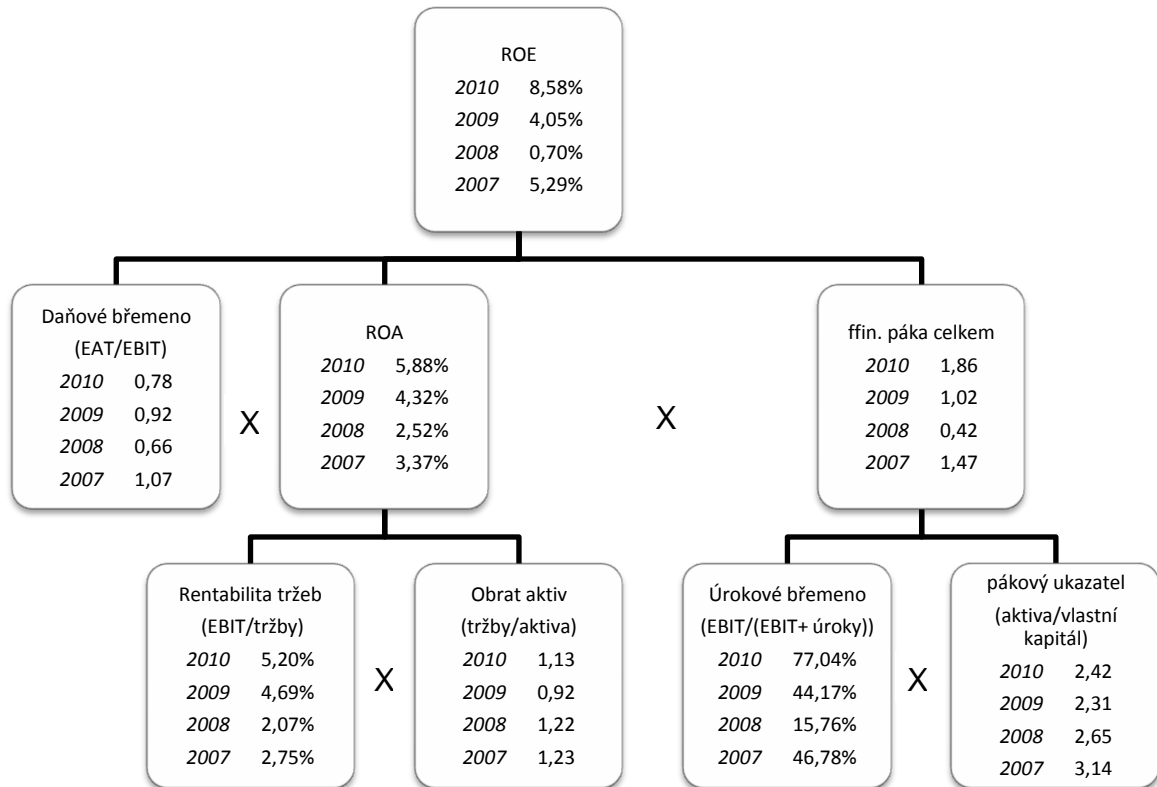 ROE
2010 8,58%
2009 4,05%
2008 0,70%
2007 5,29%
Daňové břemeno
(EAT/EBIT)
2010 0,78
2009 0,92
2008 0,66
2007 1,07
X
ROA
2010 5,88%
2009 4,32%
2008 2,52%
2007 3,37%
X
ffin. páka celkem
2010 1,86
2009 1,02
2008 0,42
2007 1,47
Rentabilita tržeb
(EBIT/tržby)
2010 5,20%
2009 4,69%
2008 2,07%
2007 2,75%
X
Obrat aktiv
(tržby/aktiva)
2010 1,13
2009 0,92
2008 1,22
2007 1,23
Úrokové břemeno
(EBIT/(EBIT+ úroky))
2010 77,04%
2009 44,17%
2008 15,76%
2007 46,78%
X
pákový ukazatel
(aktiva/vlastní
kapitál)
2010 2,42
2009 2,31
2008 2,65
2007 3,14